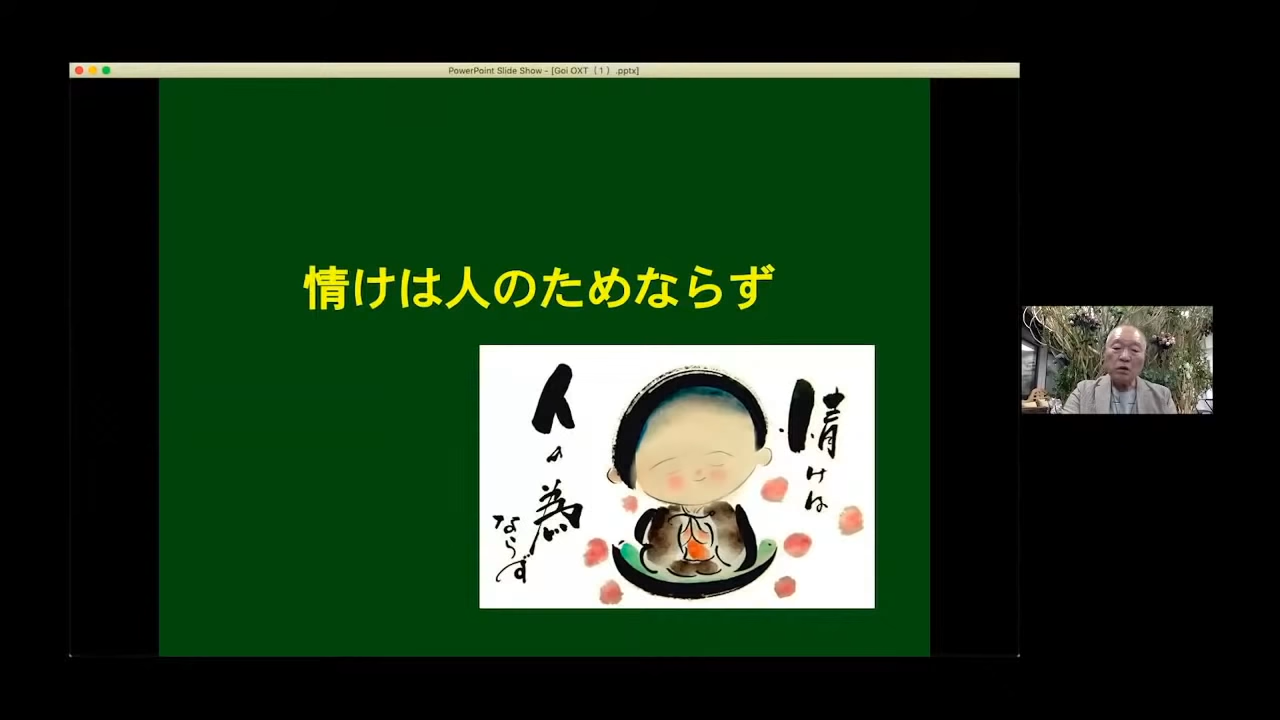 PowerPoint Slide Show - [Goi OXT（1）.pptx]
情けは人のためならず
情けは
人の為
ならず